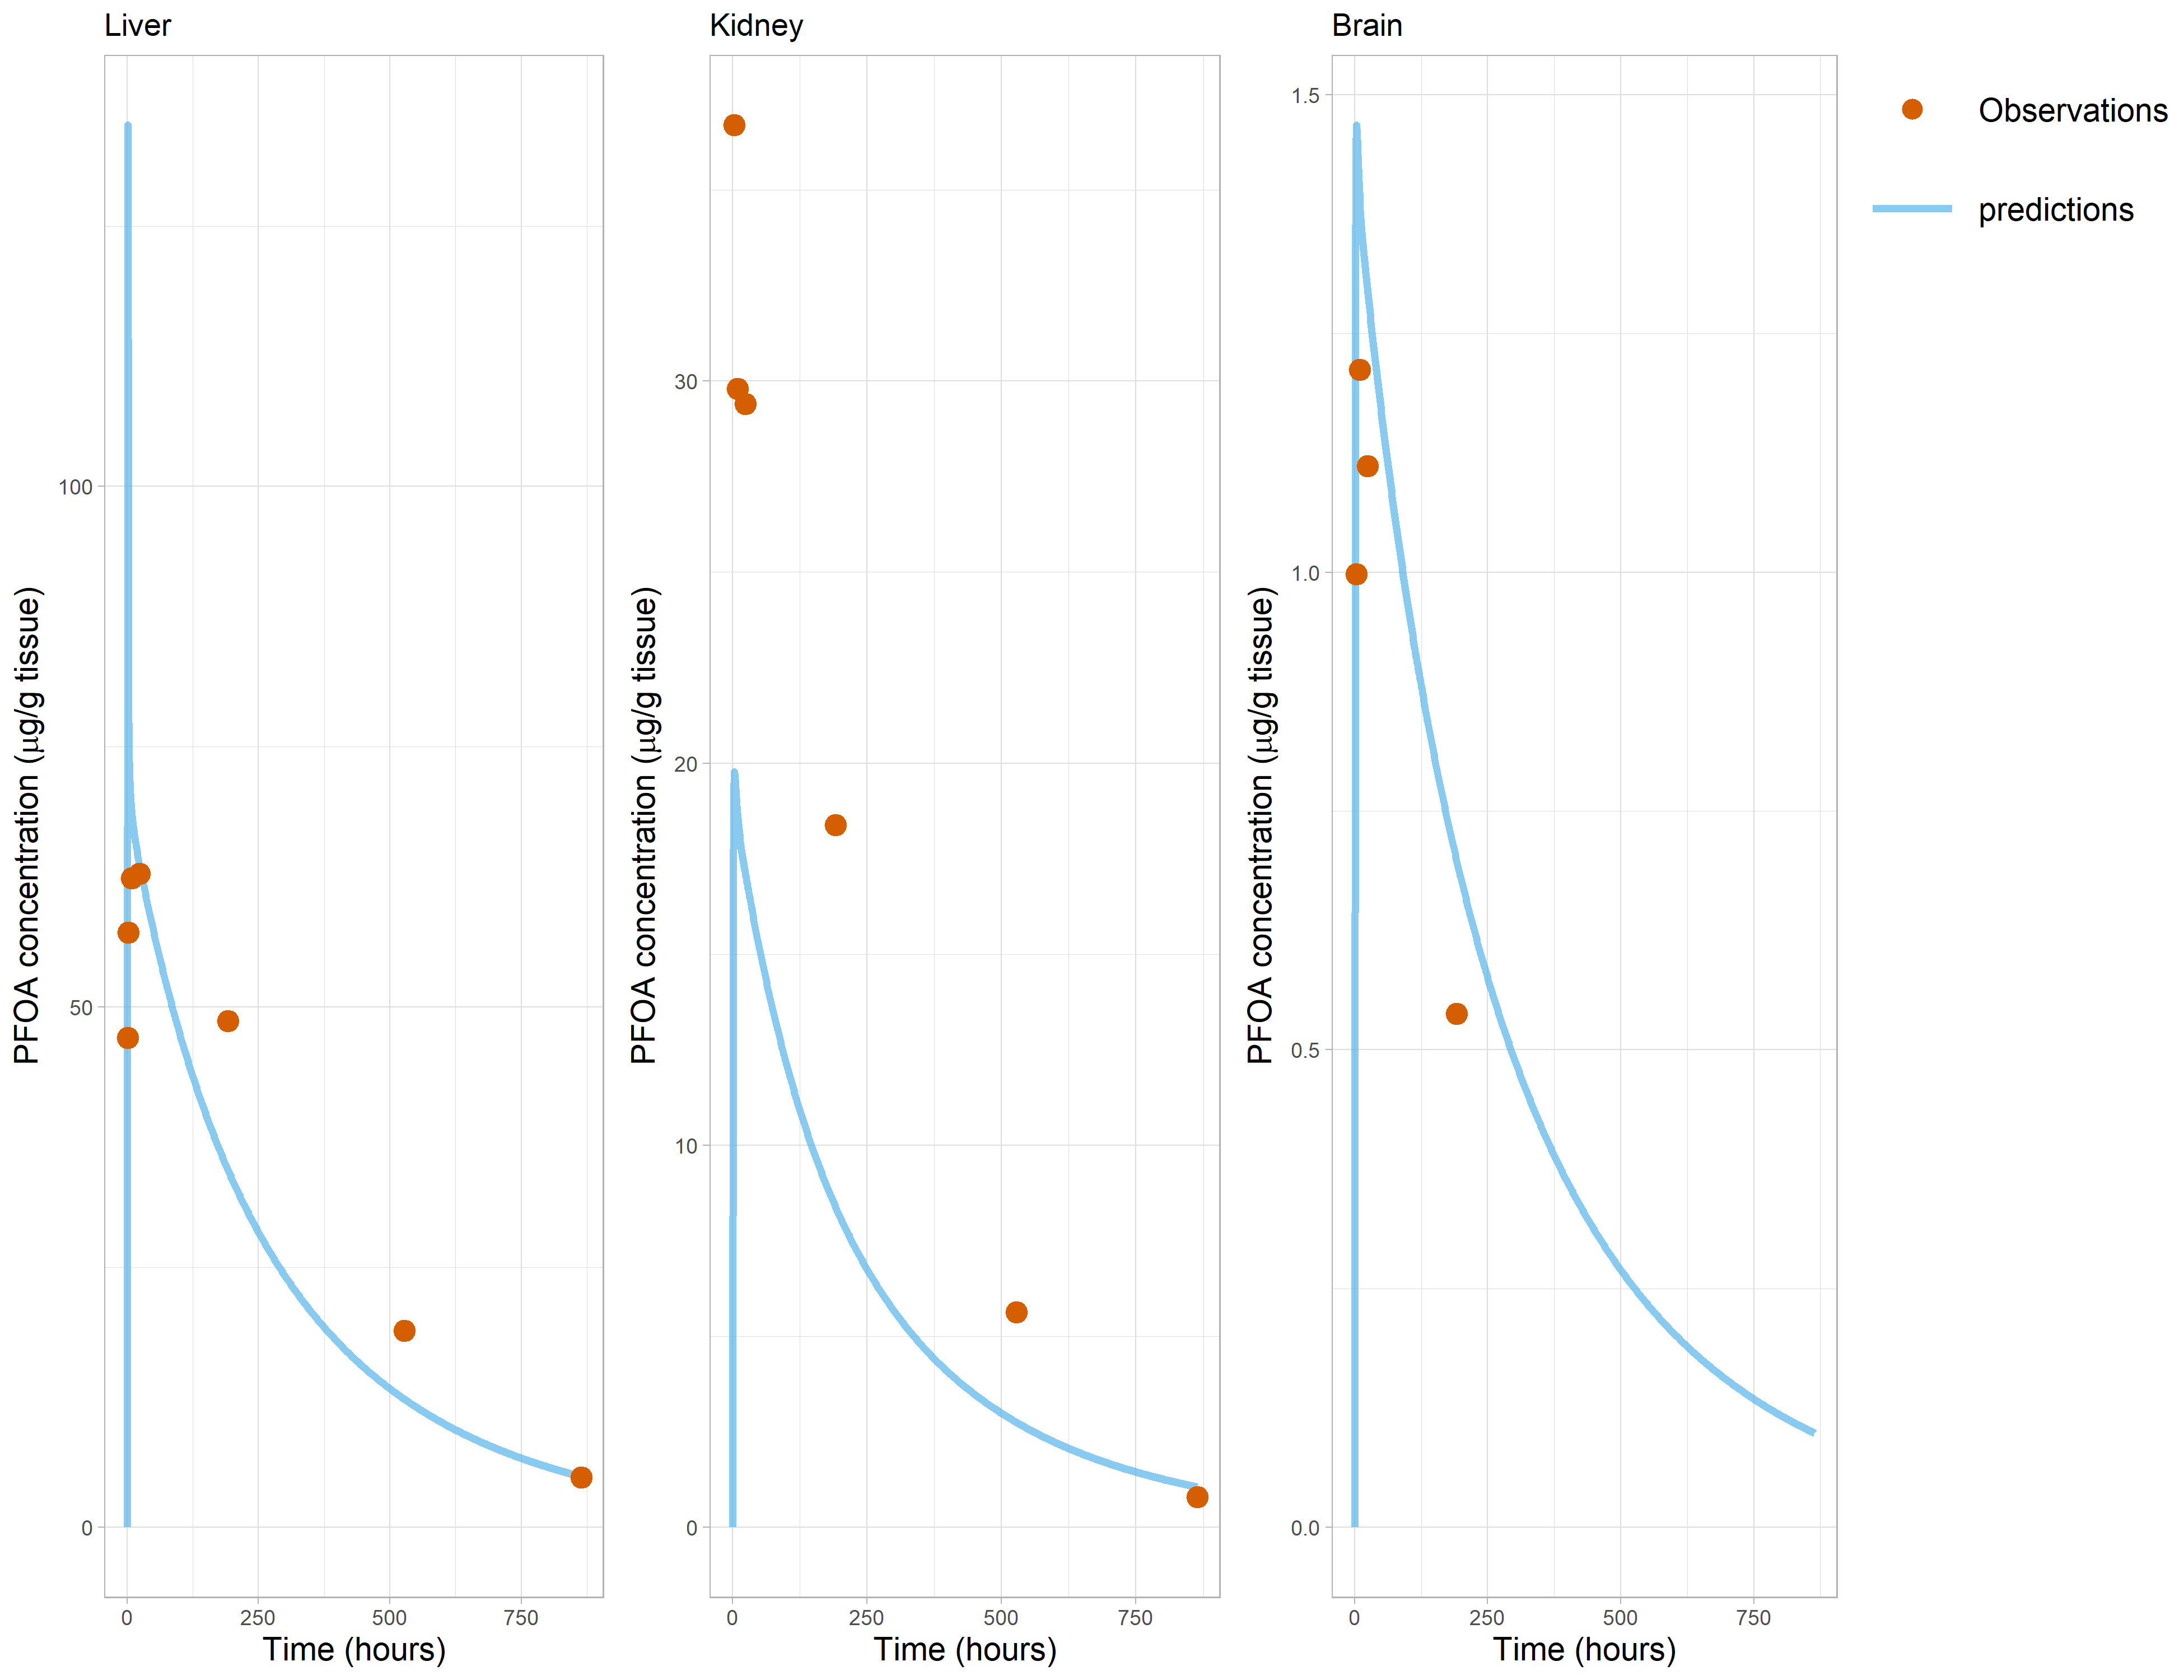 Liver
Kidney
Brain
PFOA concentration (μg/g tissue)
100
50
0
0 250 500 750
Time (hours)
PFOA concentration (μg/g tissue)
30
20
10
0
0 250 500 750
Time (hours)
PFOA concentration (μg/g tissue)
1.5
1.0
0.5
0.0
0 250 500 750
Time (hours)
Observations
predictions